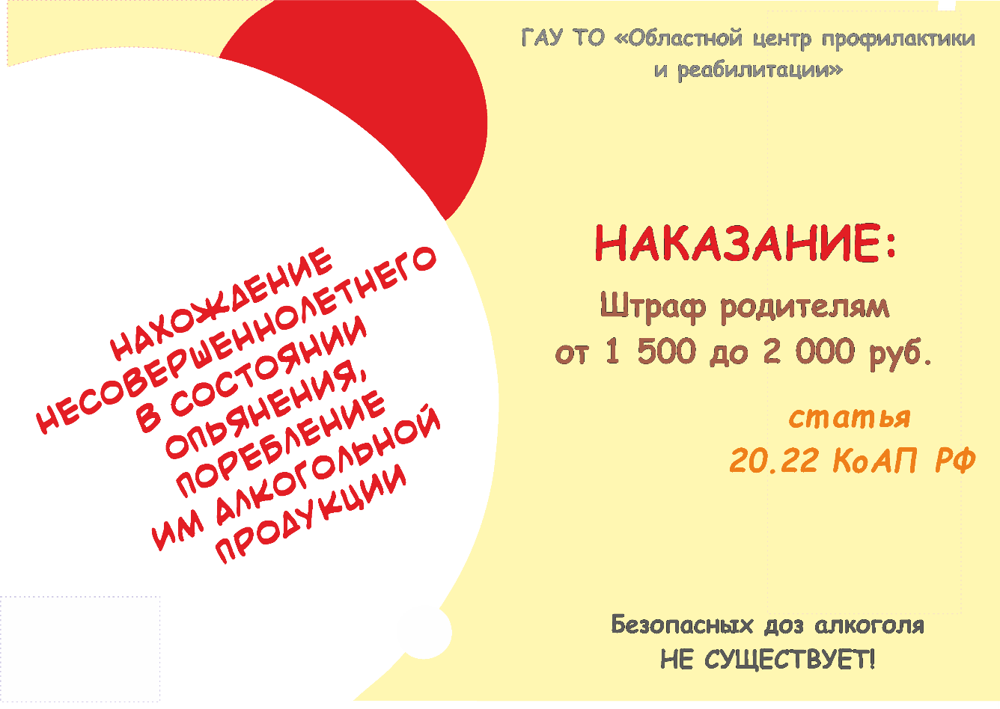 ГАУ ТО «Областной центр профилактики
и реабилитации»
НАХОЖДЕНИЕ
НЕСОВЕРШЕННОЛЕТНЕГО
В СОСТОЯНИИ
ОПЬЯНЕНИЯ,
ПОРЕБЛЕНИЕ
ИМ АЛКОГОЛЬНОЙ
ПРОДУКЦИИ
НАКАЗАНИЕ:
Штраф родителям
от 1 500 до 2 000 руб.
статья
20.22 КоАП РФ
Безопасных доз алкоголя
НЕ СУЩЕСТВУЕТ!